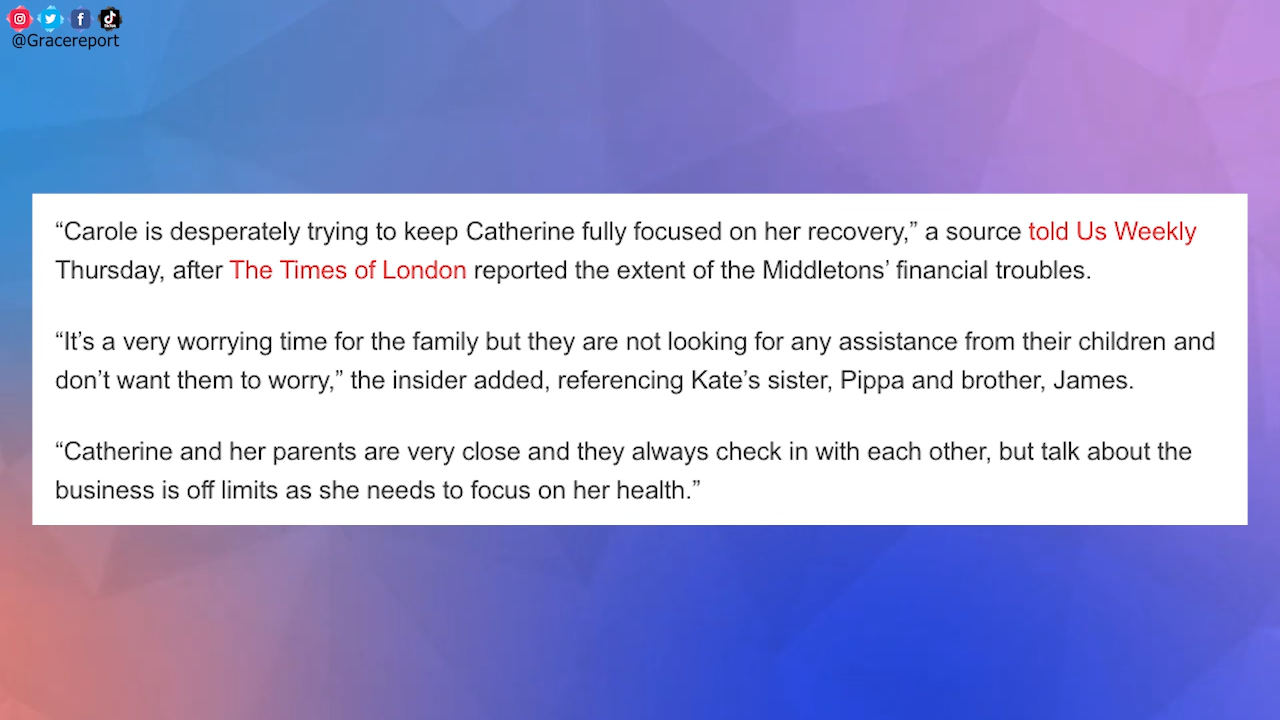 @Gracereport
“Carole is desperately trying to keep Catherine fully focused on her recovery,” a source told Us Weekly
Thursday, after The Times of London reported the extent of the Middletons’ financial troubles.
“It’s a very worrying time for the family but they are not looking for any assistance from their children and
don’t want them to worry,” the insider added, referencing Kate’s sister, Pippa and brother, James.
“Catherine and her parents are very close and they always check in with each other, but talk about the
business is off limits as she needs to focus on her health.”